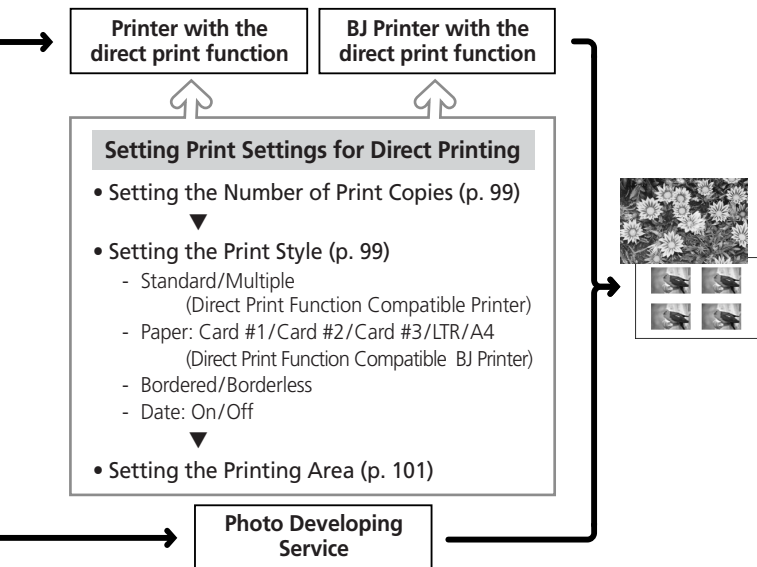 Printer with the
direct print function
BJ Printer with the
direct print function
Setting Print Settings for Direct Printing
• Setting the Number of Print Copies (p. 99)
▼
• Setting the Print Style (p. 99)
- Standard/Multiple
(Direct Print Function Compatible Printer)
- Paper: Card #1/Card #2/Card #3/LTR/A4
(Direct Print Function Compatible BJ Printer)
- Bordered/Borderless
- Date: On/Off
▼
• Setting the Printing Area (p. 101)
Photo Developing
Service